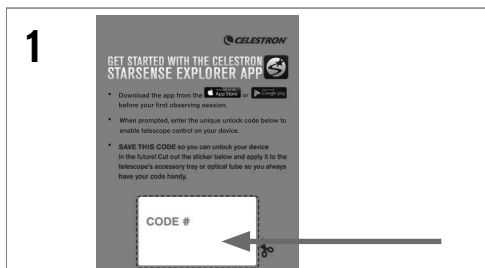 1
CELESTRON
GET STARTED WITH THE CELESTRON
STARSENSE EXPLORER APP
• Download the app from the App Store or Google play
before your first observing session.
• When prompted, enter the unique unlock code below to
enable telescope control on your device.
• SAVE THIS CODE so you can unlock your device
in the future! Cut out the sticker below and apply it to the
telescope's accessory tray or optical tube so you always
have your code handy.
CODE #